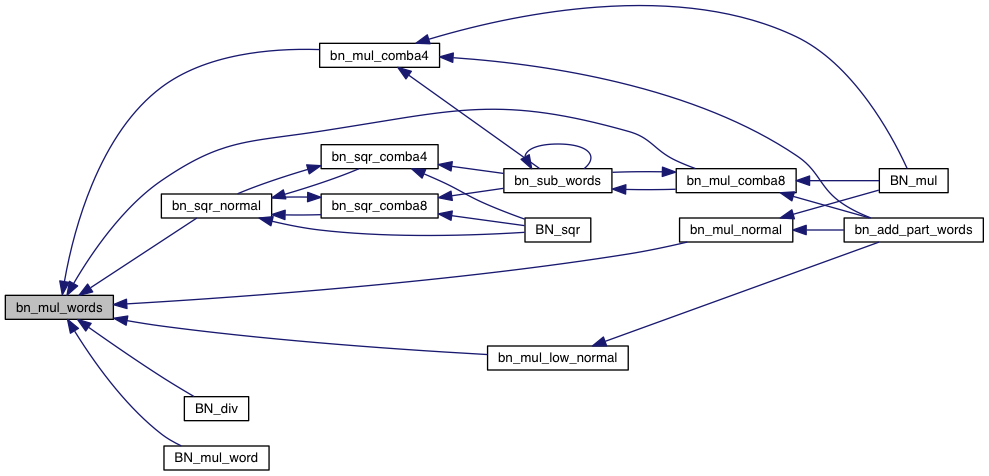 bn_mul_comba4
bn_sqr_comba4
bn_sub_words
bn_mul_comba8
BN_mul
bn_sqr_normal
bn_sqr_comba8
BN_sqr
bn_mul_normal
bn_add_part_words
bn_mul_words
bn_mul_low_normal
BN_div
BN_mul_word